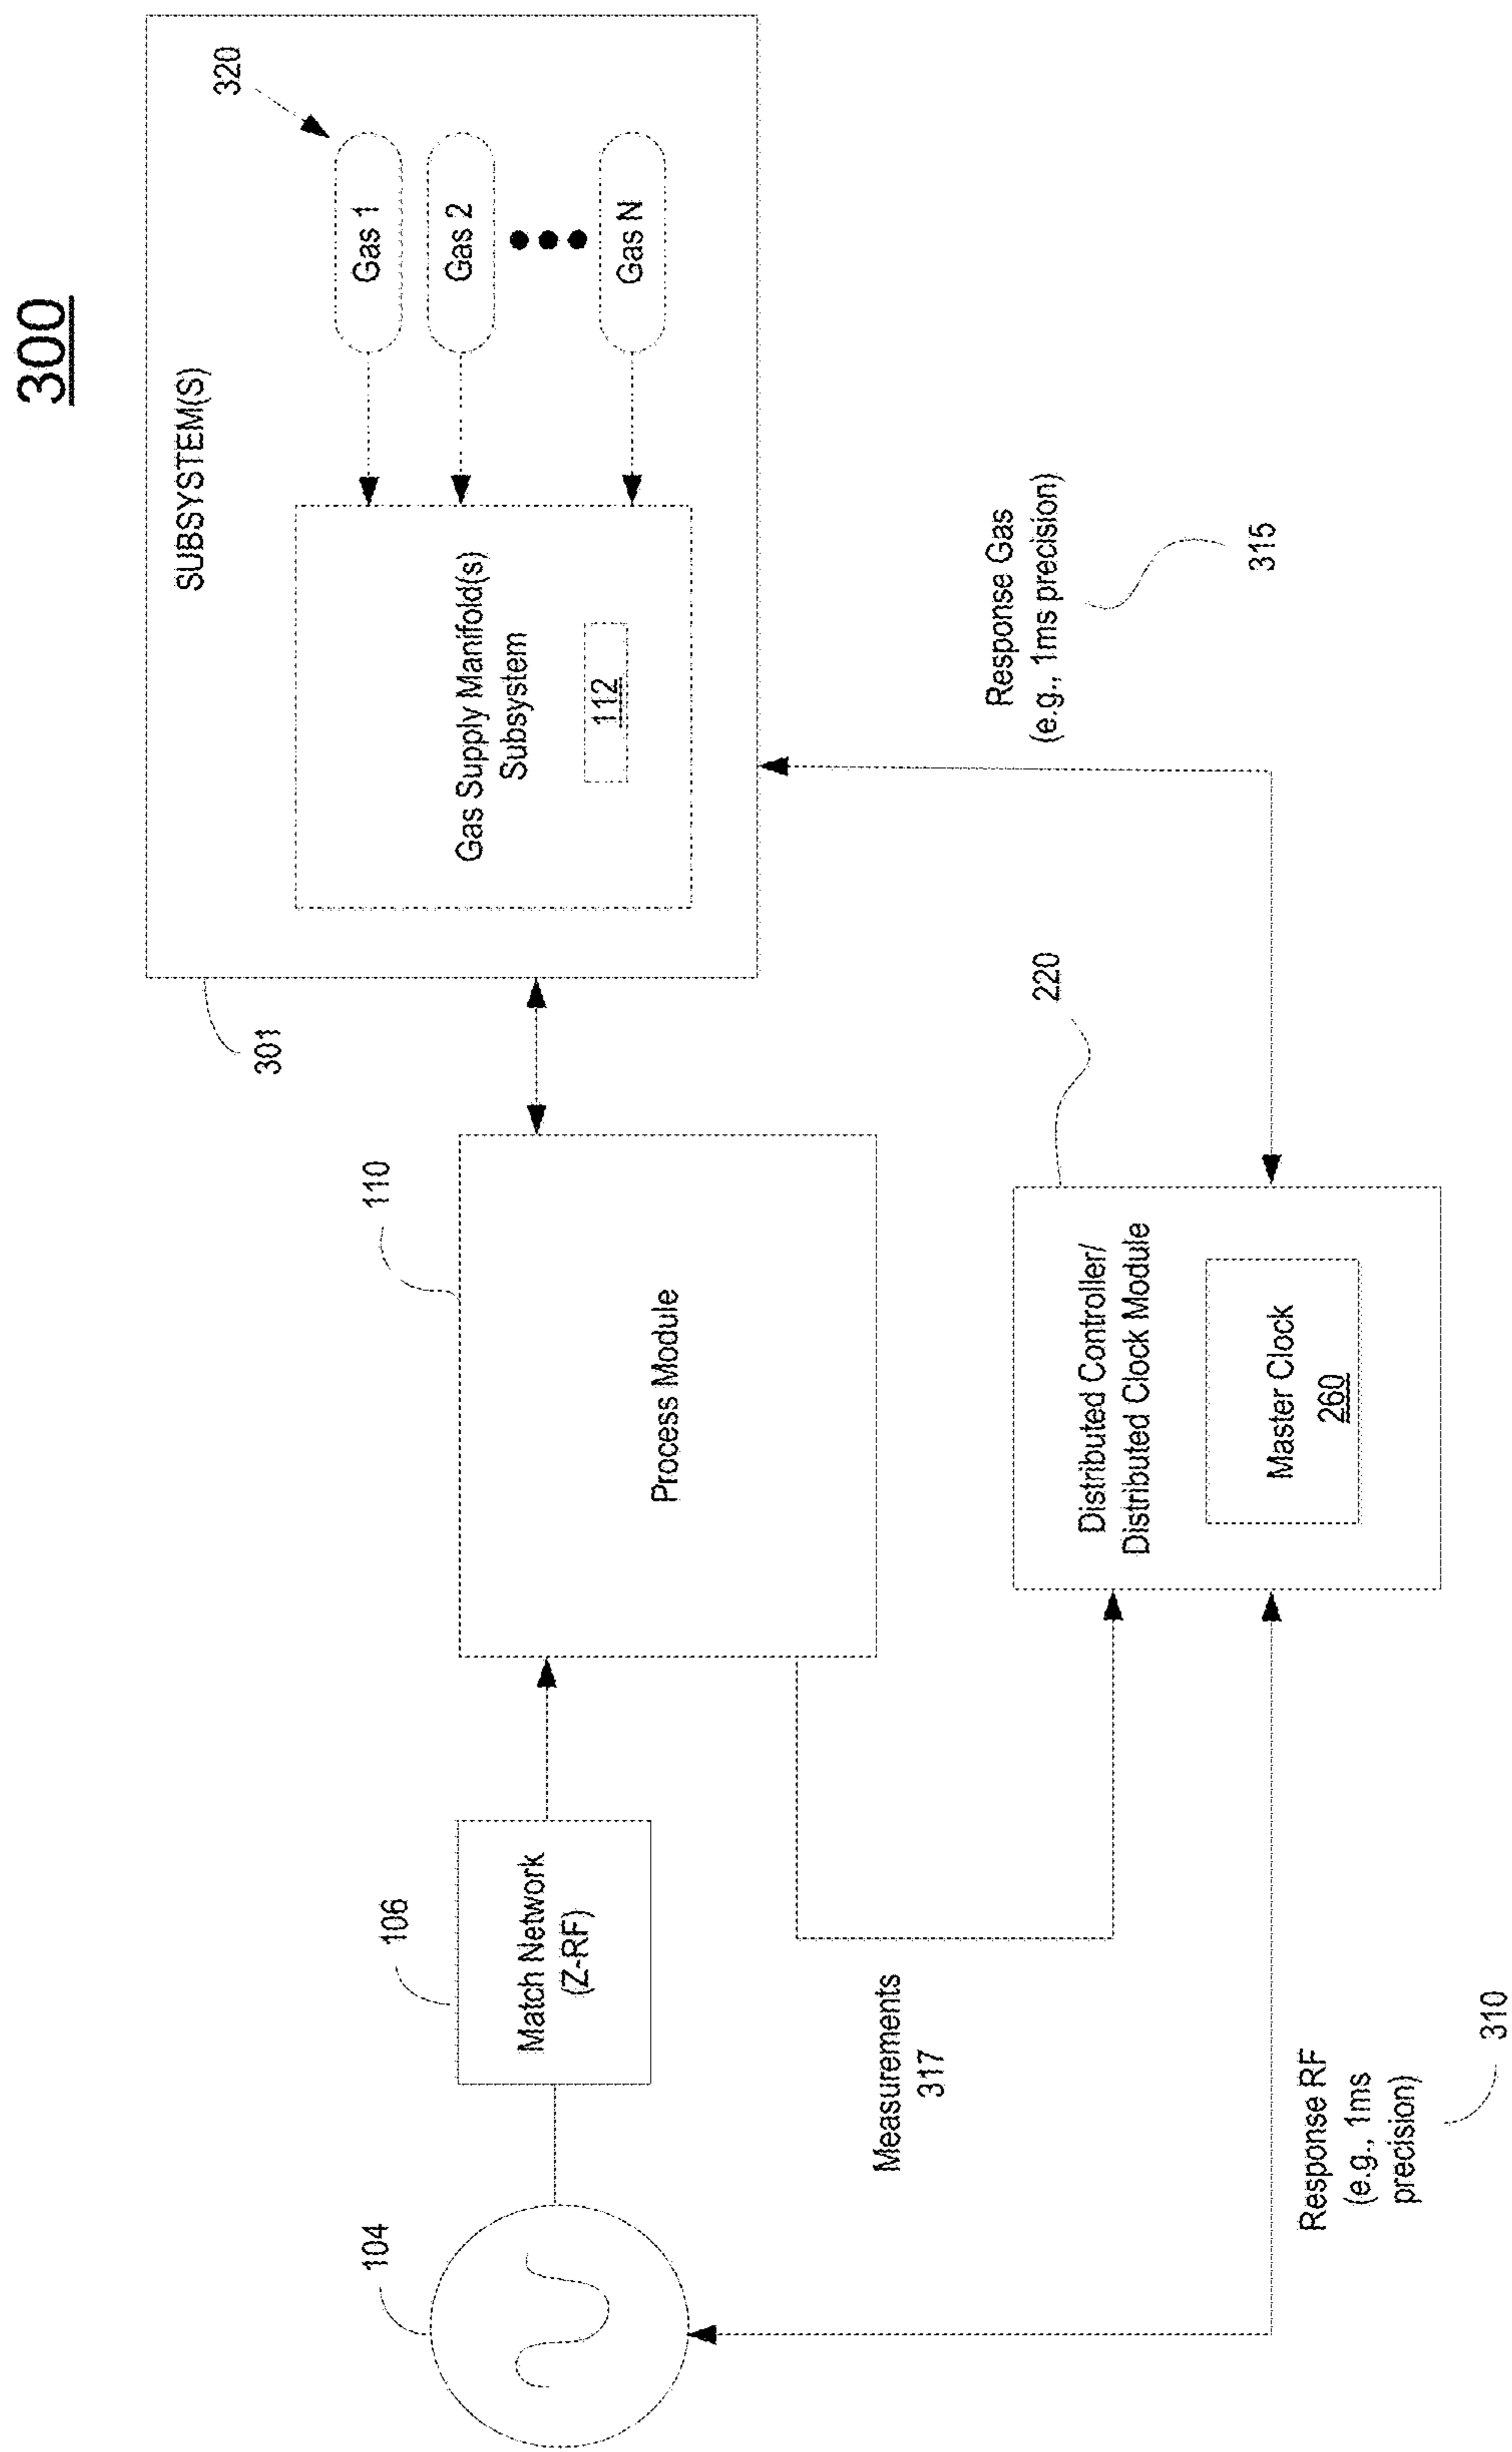 300
SUBSYSTEM(S)
320
Gas 1
Gas 2
Gas N
Gas Supply Manifold(s)
Subsystem
112
301
110
Process Module
106
Match Network
(Z-RF)
104
Measurements
317
220
Distributed Controller/
Distributed Clock Module
Master Clock
260
Response Gas
(e.g., 1ms precision)
315
Response RF
(e.g., 1ms
precision)
310